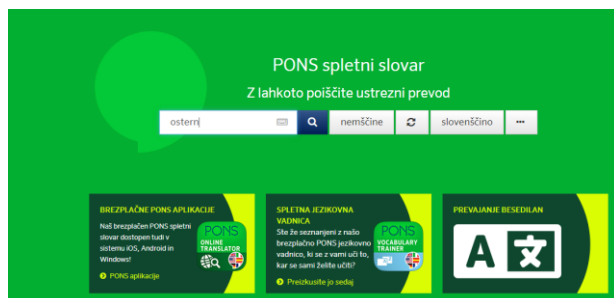 PONS spletni slovar
Z lahkoto poiščite ustrezni prevod
ostern
nemščine
slovenščino
...
BREZPLAČNE PONS APLIKACIJE
Naš brezplačen PONS spletni
slovar dostopen tudi v
sistemu iOS, Android in
Windows!
PONS aplikacije
PONS
ONLINE
TRANSLATOR
SPLETNA JEZIKOVNA
VADNICA
Ste že seznanjeni z našo
brezplačno PONS jezikovno
vadnico, ki se z vami uči to,
kar se sami želite učiti?
Preizkusite jo sedaj
PONS
VOCABULARY
TRAINER
PREVAJANJE BESEDILAN
A 文